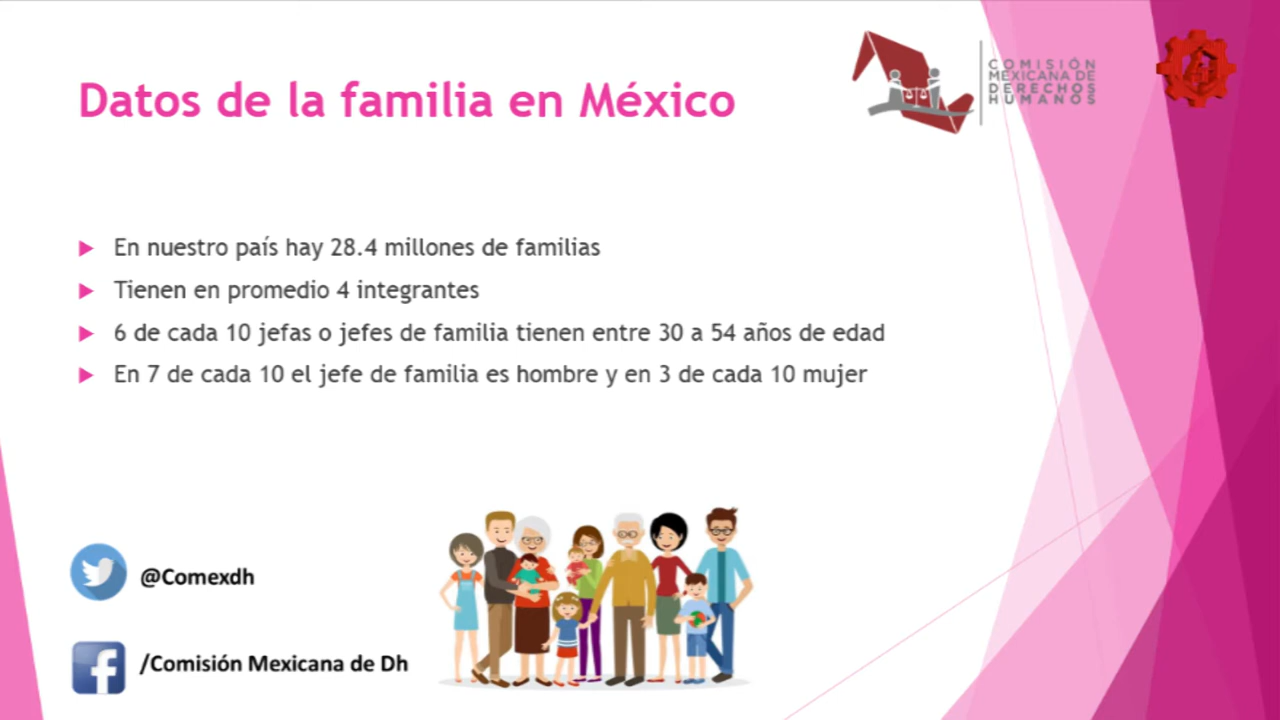 Datos de la familia en México
COMISIÓN
MEXICANA DE
DERECHOS
HUMANOS
En nuestro país hay 28.4 millones de familias
Tienen en promedio 4 integrantes
6 de cada 10 jefas o jefes de familia tienen entre 30 a 54 años de edad
En 7 de cada 10 el jefe de familia es hombre y en 3 de cada 10 mujer
@Comexdh
/Comisión Mexicana de Dh